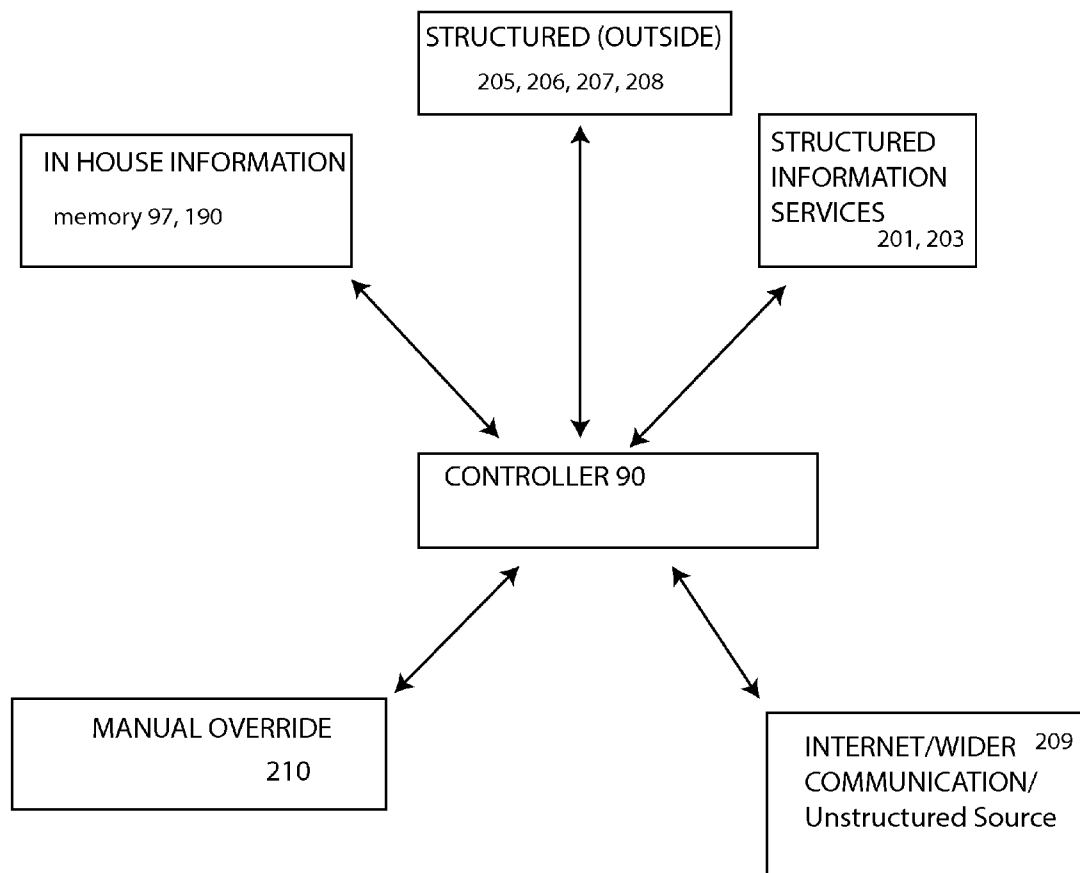 STRUCTURED (OUTSIDE)
205, 206, 207, 208
IN HOUSE INFORMATION
memory 97, 190
STRUCTURED
INFORMATION
SERVICES
201, 203
CONTROLLER 90
MANUAL OVERRIDE
210
INTERNET/WIDER 209
COMMUNICATION/
Unstructured Source